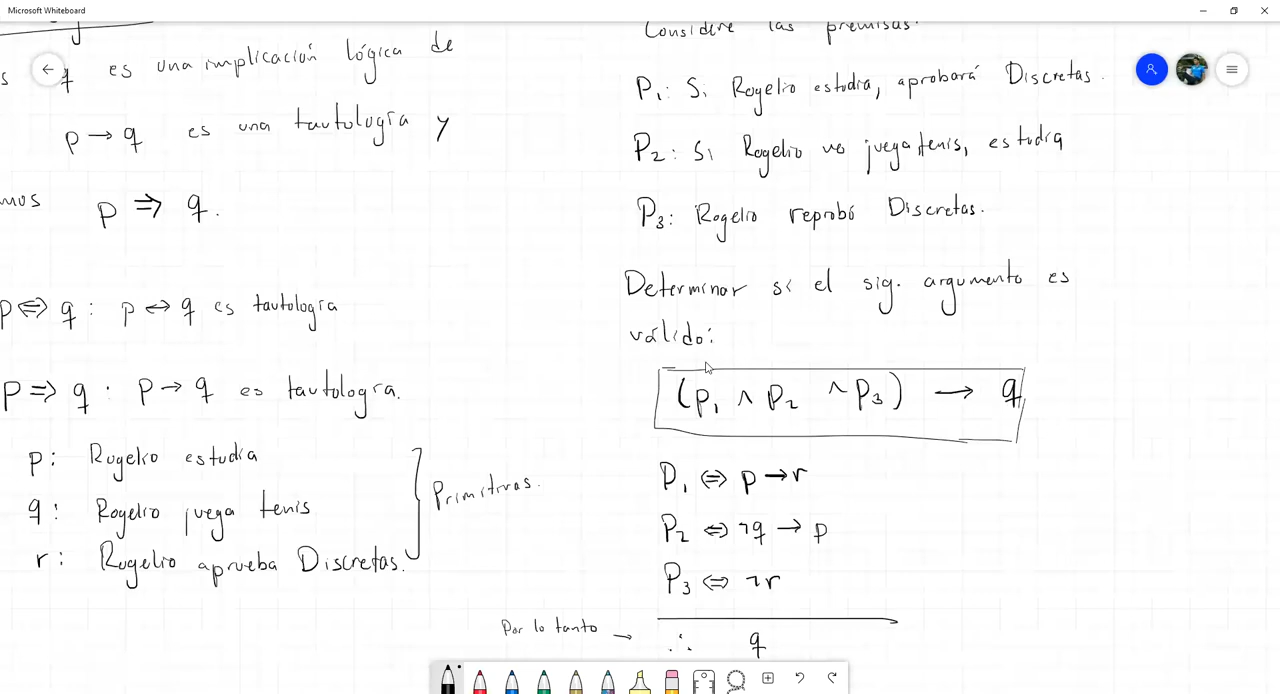 Microsoft Whiteboard
q es una implicación lógica de
p → q es una tautología y
mos p ⇒ q.
p ⇔ q : p ↔ q es tautología
p ⇒ q : p → q es tautología.
p: Rogelio estudia
q: Rogelio juega tenis
r: Rogelio aprueba Discretas.
Primitivas.
Considere las premisas:
P₁: Si Rogelio estudia, aprobará Discretas.
P₂: Si Rogelio no juega tenis, estudia
P₃: Rogelio reprobó Discretas.
Determinar si el sig. argumento es
válido:
(p₁ ∧ p₂ ∧ p₃) → q
P₁ ⇔ p → r
P₂ ⇔ ¬q → p
P₃ ⇔ ¬r
Por lo tanto → ∴ q